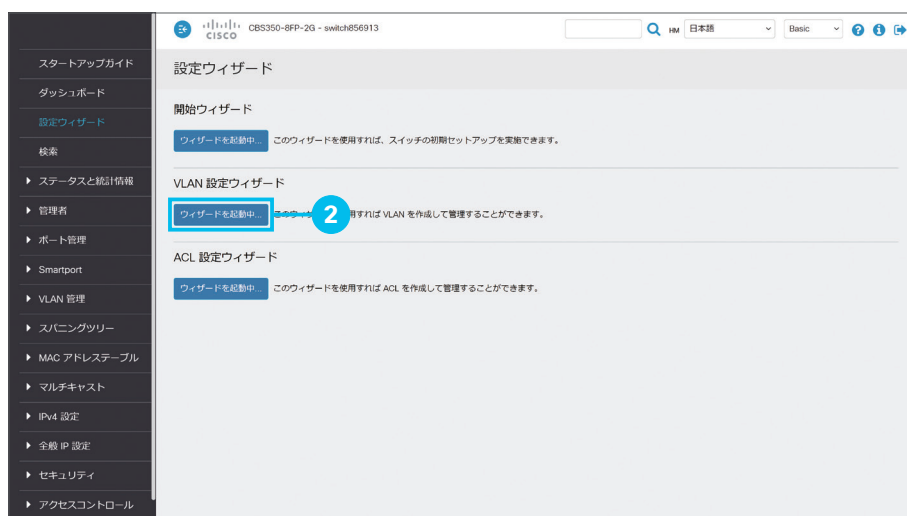 CISCO
CBS350-8FP-2G - switch856913
HM
日本語
Basic
スタートアップガイド
ダッシュボード
設定ウィザード
検索
ステータスと統計情報
管理者
ポート管理
Smartport
VLAN 管理
スパニングツリー
MAC アドレステーブル
マルチキャスト
IPv4 設定
全般 IP 設定
セキュリティ
アクセスコントロール
設定ウィザード
開始ウィザード
ウィザードを起動中... このウィザードを使用すれば、スイッチの初期セットアップを実施できます。
VLAN 設定ウィザード
ウィザードを起動中... 2 用すれば VLAN を作成して管理することができます。
ACL 設定ウィザード
ウィザードを起動中... このウィザードを使用すれば ACL を作成して管理することができます。